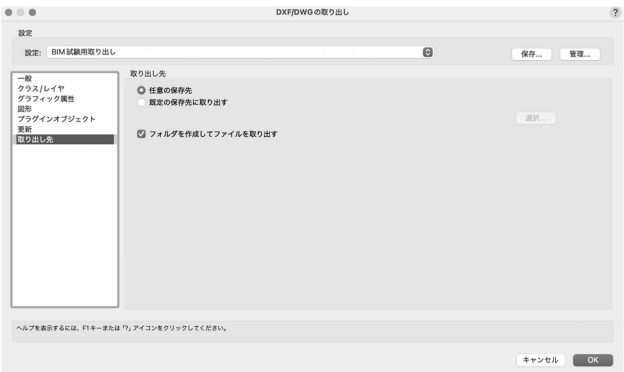 DXF/DWGの取り出し
?
設定
設定: BIM試験用取り出し
保存... 管理...
一般
クラス/レイヤ
グラフィック属性
図形
プラグインオブジェクト
更新
取り出し先
取り出し先
任意の保存先
既定の保存先に取り出す
選択...
フォルダを作成してファイルを取り出す
ヘルプを表示するには、F1キーまたは「?」アイコンをクリックしてください。
キャンセル OK